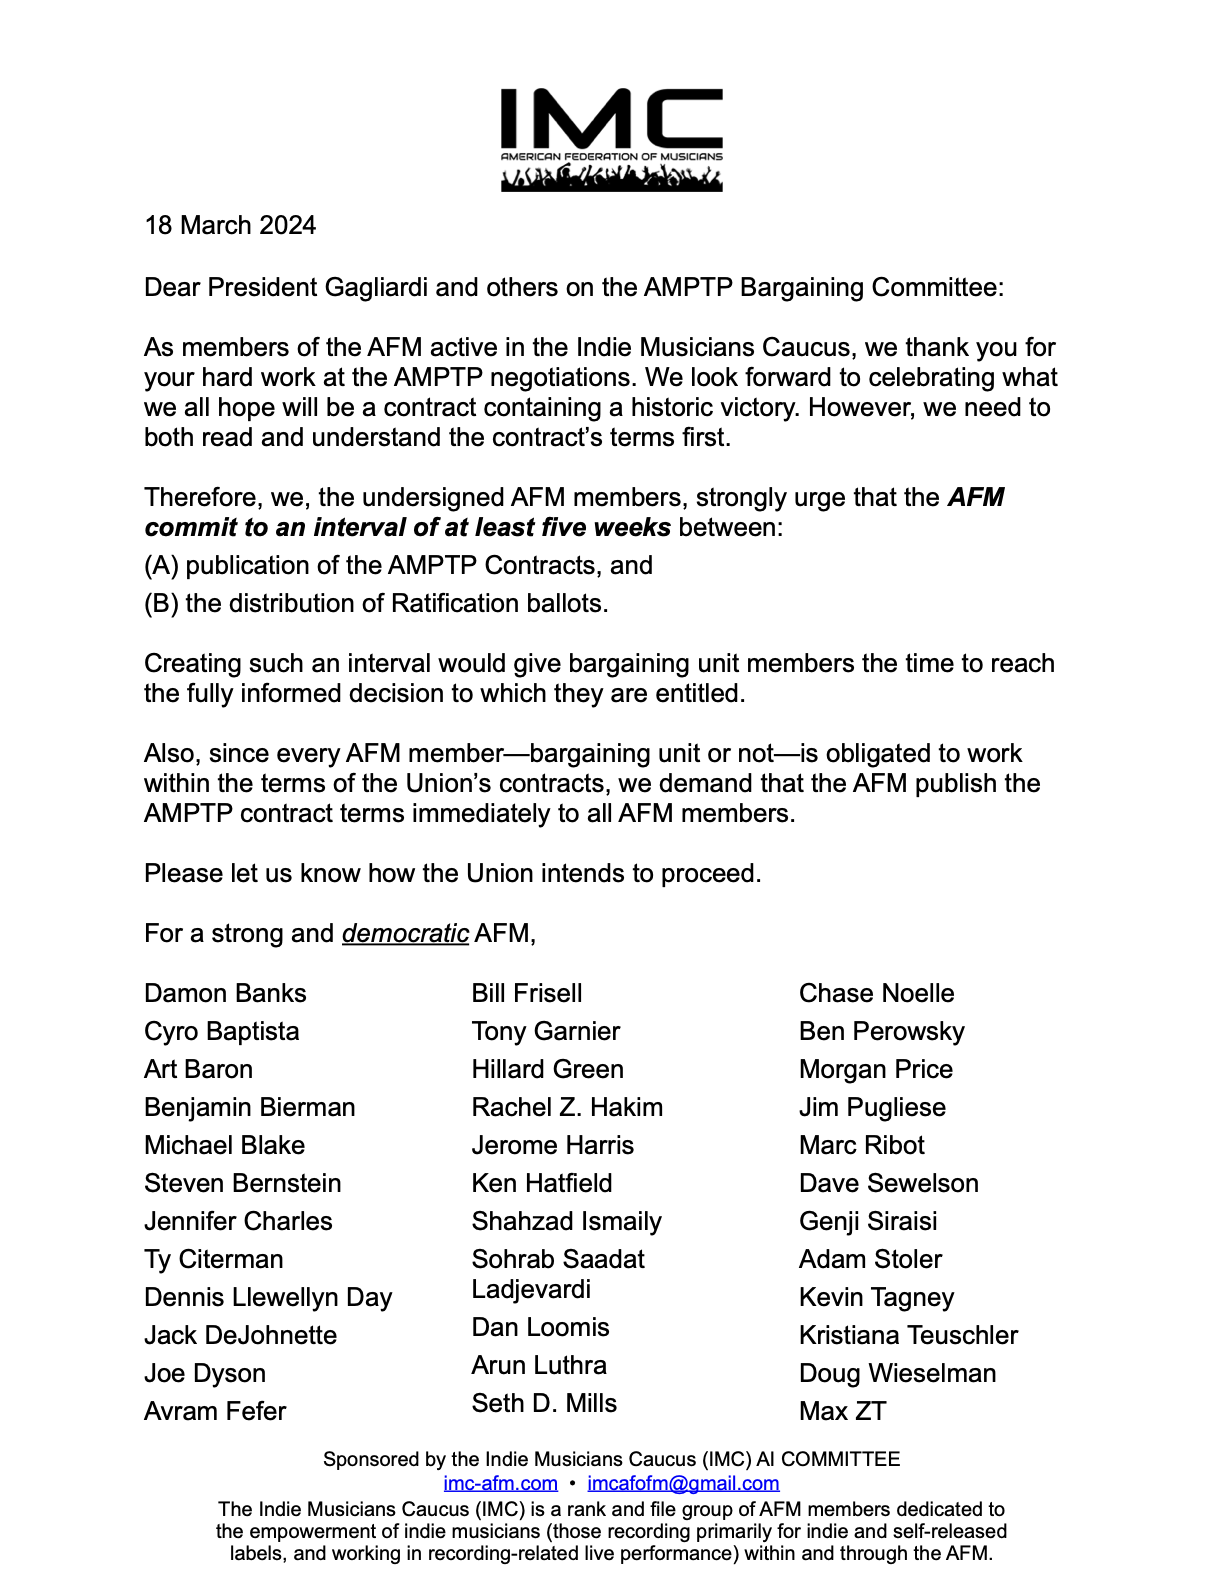 IMC
AMERICAN FEDERATION OF MUSICIANS
18 March 2024
Dear President Gagliardi and others on the AMPTP Bargaining Committee:
As members of the AFM active in the Indie Musicians Caucus, we thank you for
your hard work at the AMPTP negotiations. We look forward to celebrating what
we all hope will be a contract containing a historic victory. However, we need to
both read and understand the contract’s terms first.
Therefore, we, the undersigned AFM members, strongly urge that the AFM
commit to an interval of at least five weeks between:
(A) publication of the AMPTP Contracts, and
(B) the distribution of Ratification ballots.
Creating such an interval would give bargaining unit members the time to reach
the fully informed decision to which they are entitled.
Also, since every AFM member—bargaining unit or not—is obligated to work
within the terms of the Union’s contracts, we demand that the AFM publish the
AMPTP contract terms immediately to all AFM members.
Please let us know how the Union intends to proceed.
For a strong and democratic AFM,
Damon Banks
Cyro Baptista
Art Baron
Benjamin Bierman
Michael Blake
Steven Bernstein
Jennifer Charles
Ty Citerman
Dennis Llewellyn Day
Jack DeJohnette
Joe Dyson
Avram Fefer
Bill Frisell
Tony Garnier
Hillard Green
Rachel Z. Hakim
Jerome Harris
Ken Hatfield
Shahzad Ismaily
Sohrab Saadat
Ladjevardi
Dan Loomis
Arun Luthra
Seth D. Mills
Chase Noelle
Ben Perowsky
Morgan Price
Jim Pugliese
Marc Ribot
Dave Sewelson
Genji Siraisi
Adam Stoler
Kevin Tagney
Kristiana Teuschler
Doug Wieselman
Max ZT
Sponsored by the Indie Musicians Caucus (IMC) AI COMMITTEE
imc-afm.com • imcafofm@gmail.com
The Indie Musicians Caucus (IMC) is a rank and file group of AFM members dedicated to
the empowerment of indie musicians (those recording primarily for indie and self-released
labels, and working in recording-related live performance) within and through the AFM.